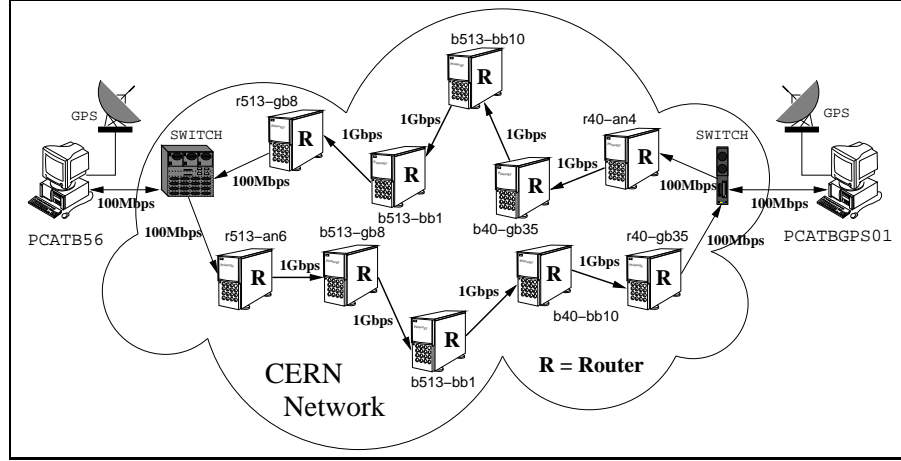 b513-bb10
r513-gb8
r40-an4
GPS
GPS
SWITCH
SWITCH
R
R
R
R
R
1Gbps
1Gbps
1Gbps
1Gbps
100Mbps
100Mbps
100Mbps
100Mbps
b513-bb1
b40-gb35
PCATB56
PCATBGPS01
100Mbps
100Mbps
r513-an6
b513-gb8
r40-gb35
R
R
R
R
R
1Gbps
1Gbps
1Gbps
1Gbps
b40-bb10
b513-bb1
CERN
Network
R = Router